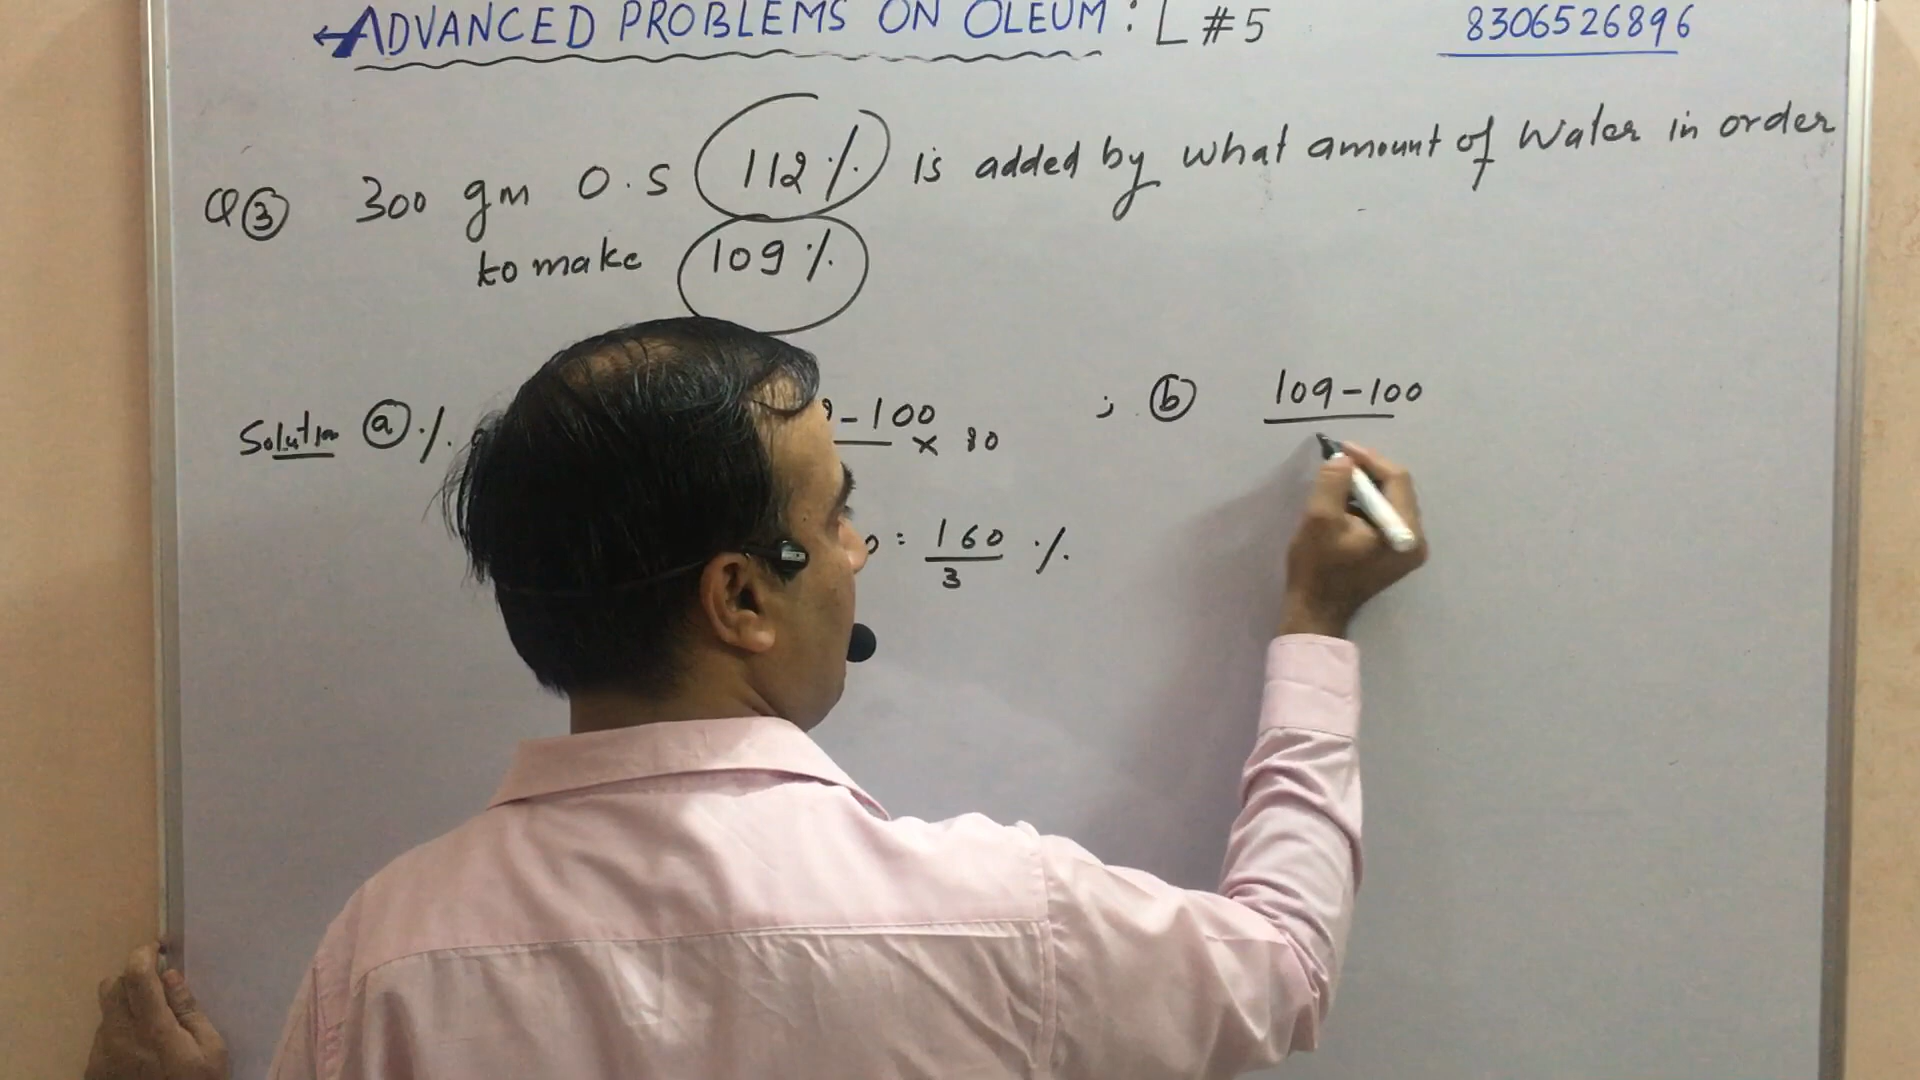 ADVANCED PROBLEMS ON OLEUM : L #5
8306526896
Q③ 300 gm O.S 112% is added by what amount of Water in order
to make 109%
Solution ⓐ %
- 100 × 80
= 160/3 %
; ⓑ 109-100